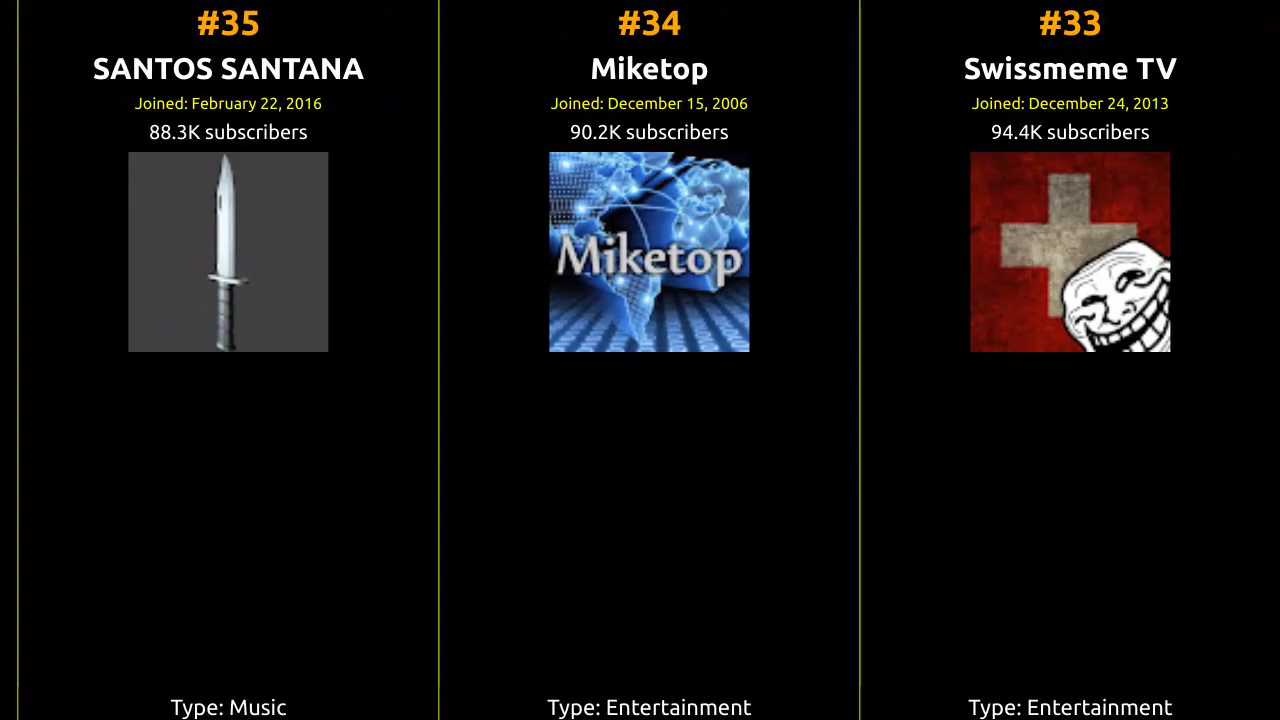 #35
SANTOS SANTANA
Joined: February 22, 2016
88.3K subscribers
Type: Music
#34
Miketop
Joined: December 15, 2006
90.2K subscribers
Miketop
Type: Entertainment
#33
Swissmeme TV
Joined: December 24, 2013
94.4K subscribers
Type: Entertainment